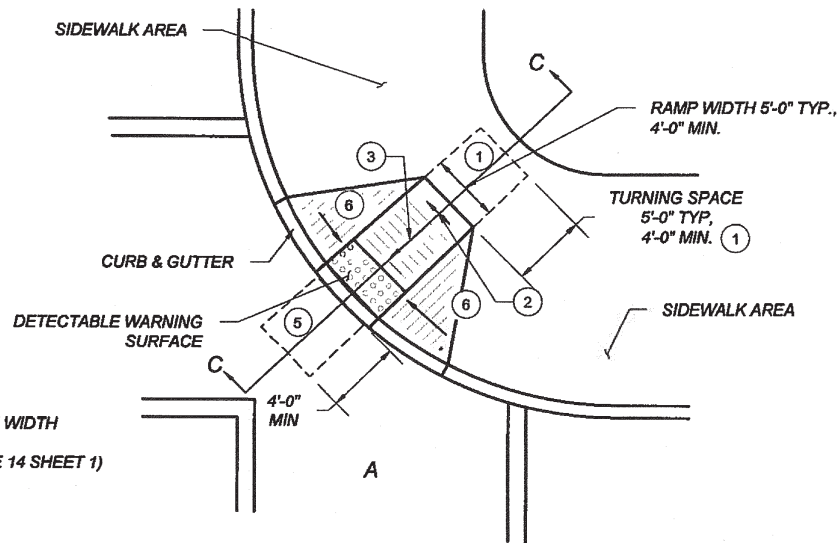 SIDEWALK AREA
C
RAMP WIDTH 5'-0" TYP.,
4'-0" MIN.
3
1
TURNING SPACE
5'-0" TYP,
4'-0" MIN. 1
6
CURB & GUTTER
6
2
SIDEWALK AREA
DETECTABLE WARNING
SURFACE
5
C
4'-0"
MIN
WIDTH
E 14 SHEET 1)
A